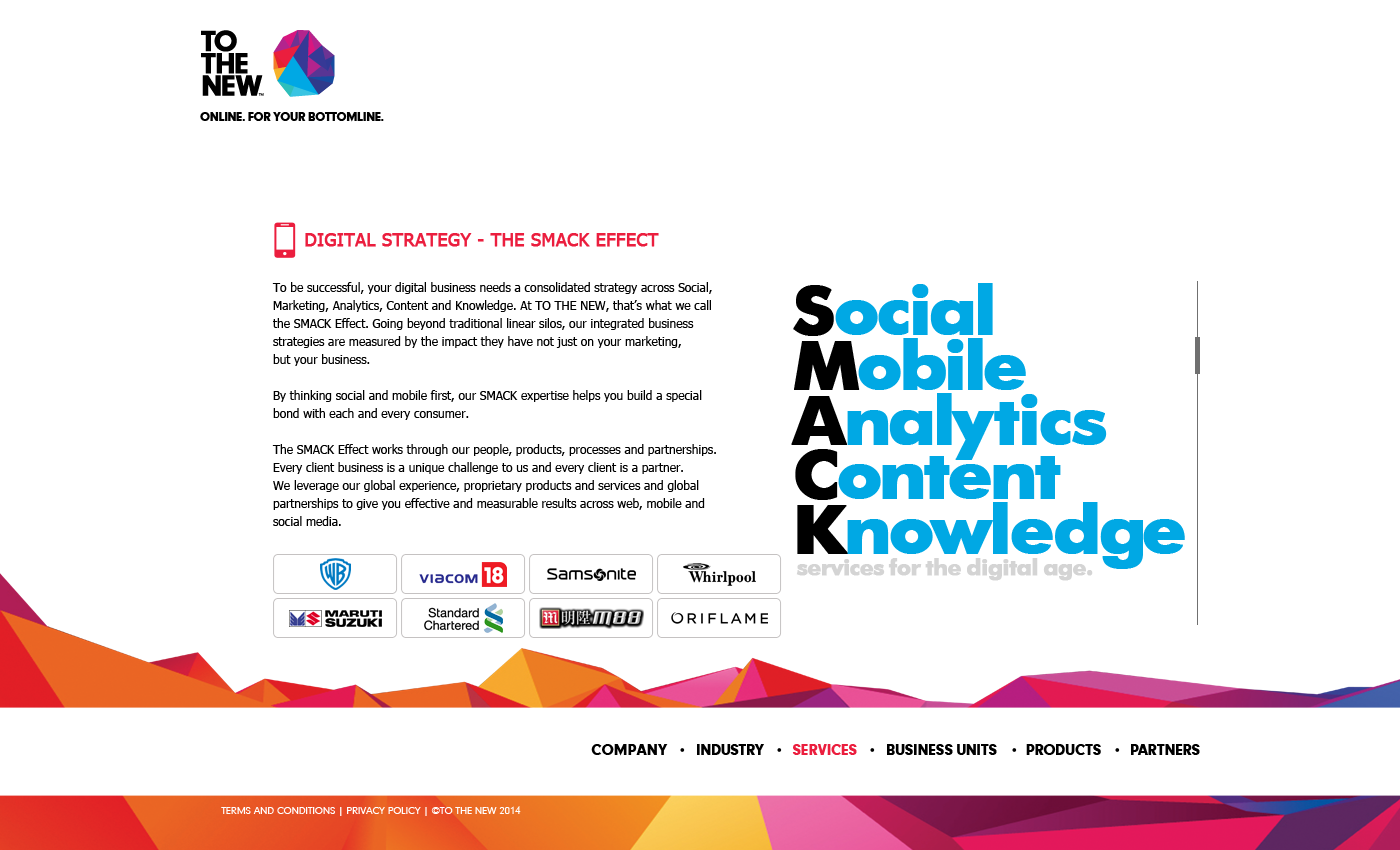 TO
THE
NEW™
ONLINE. FOR YOUR BOTTOMLINE.
DIGITAL STRATEGY - THE SMACK EFFECT
To be successful, your digital business needs a consolidated strategy across Social,
Marketing, Analytics, Content and Knowledge. At TO THE NEW, that’s what we call
the SMACK Effect. Going beyond traditional linear silos, our integrated business
strategies are measured by the impact they have not just on your marketing,
but your business.
By thinking social and mobile first, our SMACK expertise helps you build a special
bond with each and every consumer.
The SMACK Effect works through our people, products, processes and partnerships.
Every client business is a unique challenge to us and every client is a partner.
We leverage our global experience, proprietary products and services and global
partnerships to give you effective and measurable results across web, mobile and
social media.
Social
Mobile
Analytics
Content
Knowledge
services for the digital age.
WB
VIACOM 18
Samsonite
Whirlpool
MARUTI
SUZUKI
Standard
Chartered
m明陞m88
ORIFLAME
COMPANY • INDUSTRY • SERVICES • BUSINESS UNITS • PRODUCTS • PARTNERS
TERMS AND CONDITIONS | PRIVACY POLICY | ©TO THE NEW 2014